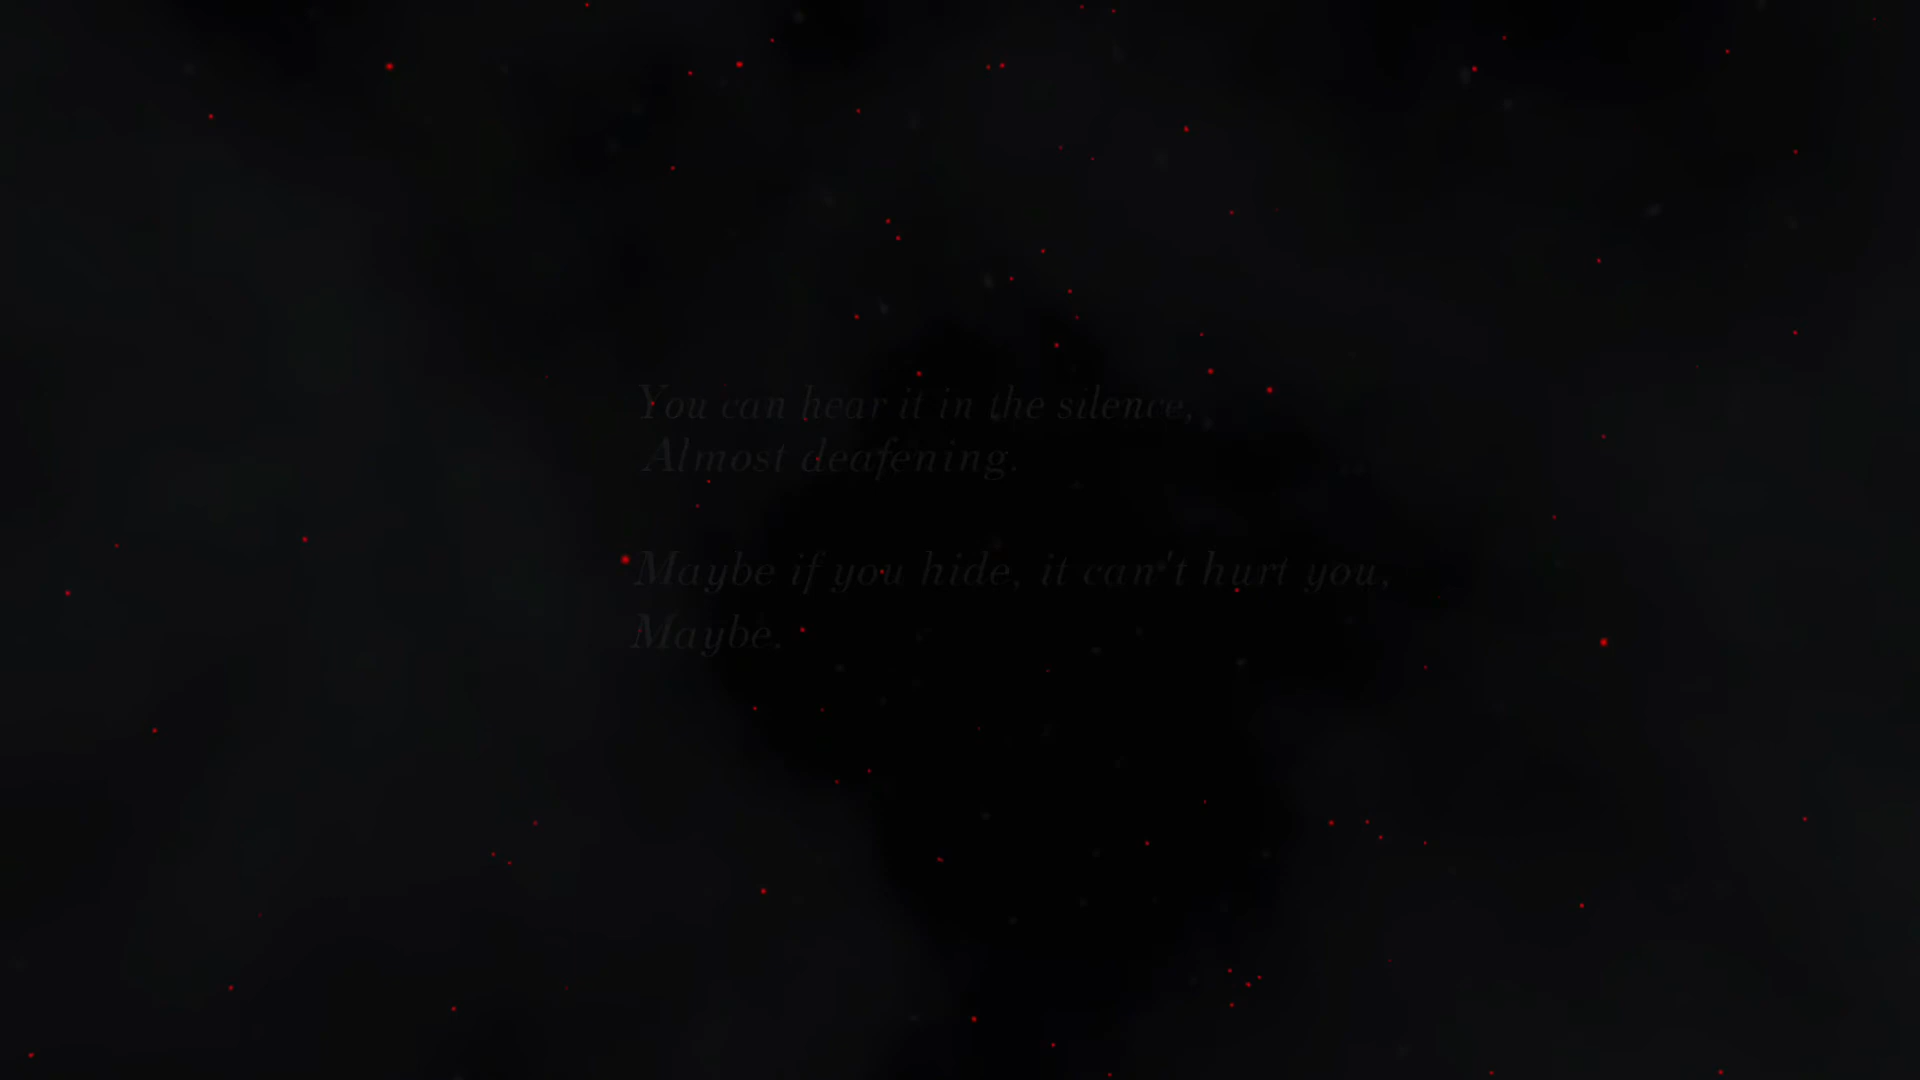 You can hear it in the silence,
Almost deafening.
Maybe if you hide, it can't hurt you,
Maybe.